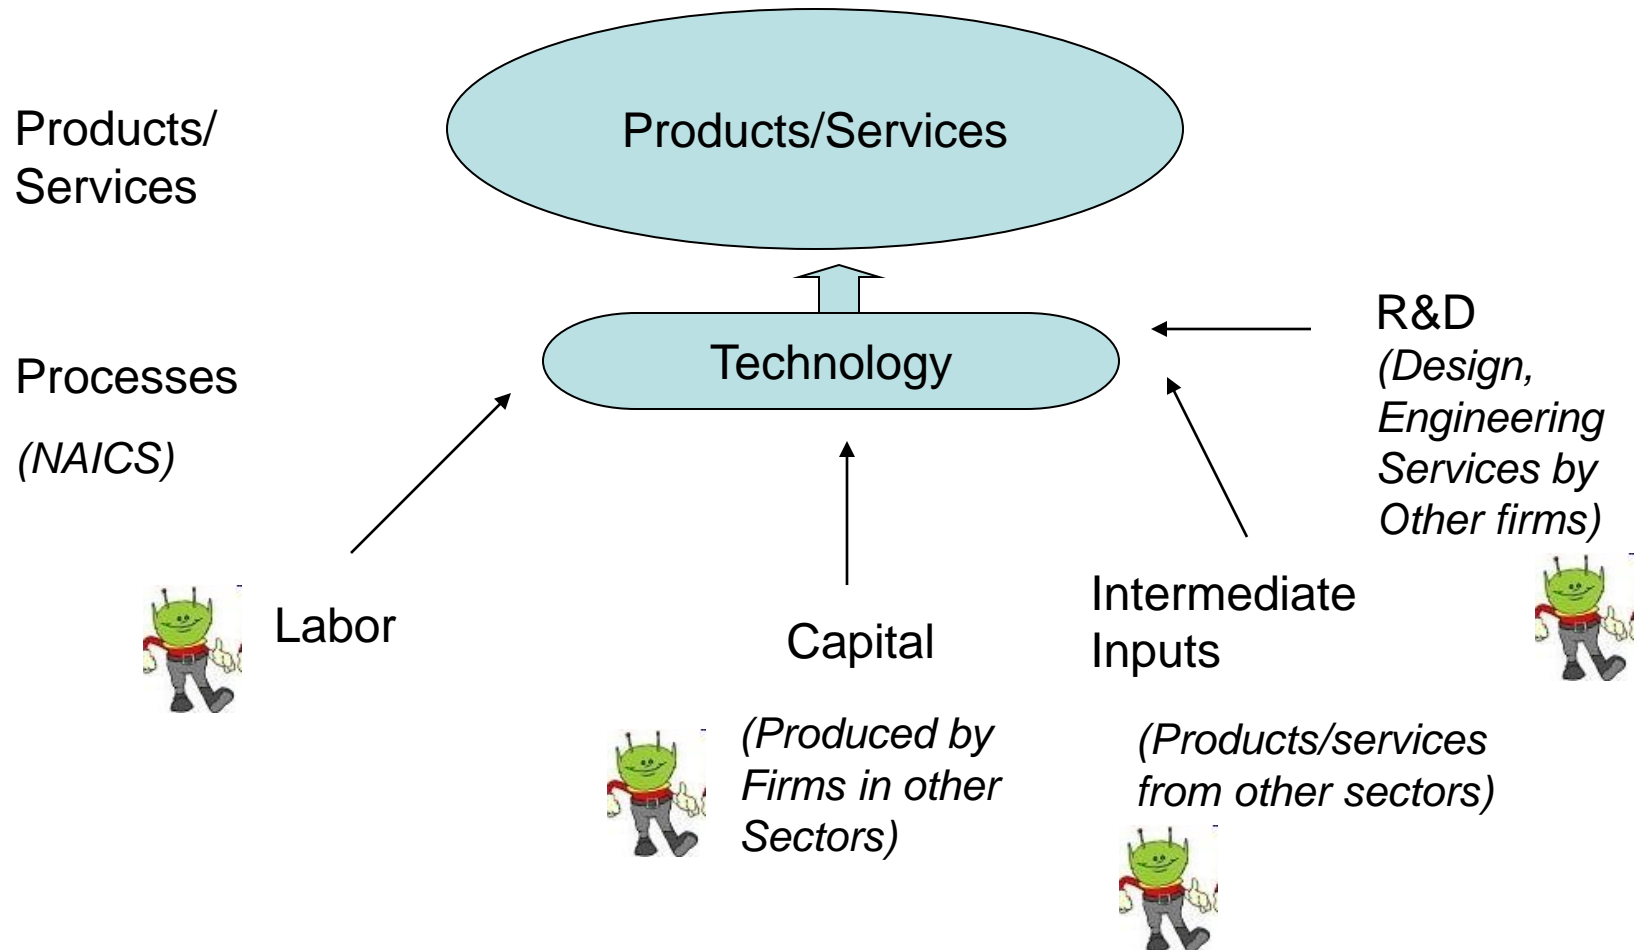 Products/
Services
Products/Services
Technology
Processes
(NAICS)
R&D
(Design,
Engineering
Services by
Other firms)
Labor
Capital
(Produced by
Firms in other
Sectors)
Intermediate
Inputs
(Products/services
from other sectors)